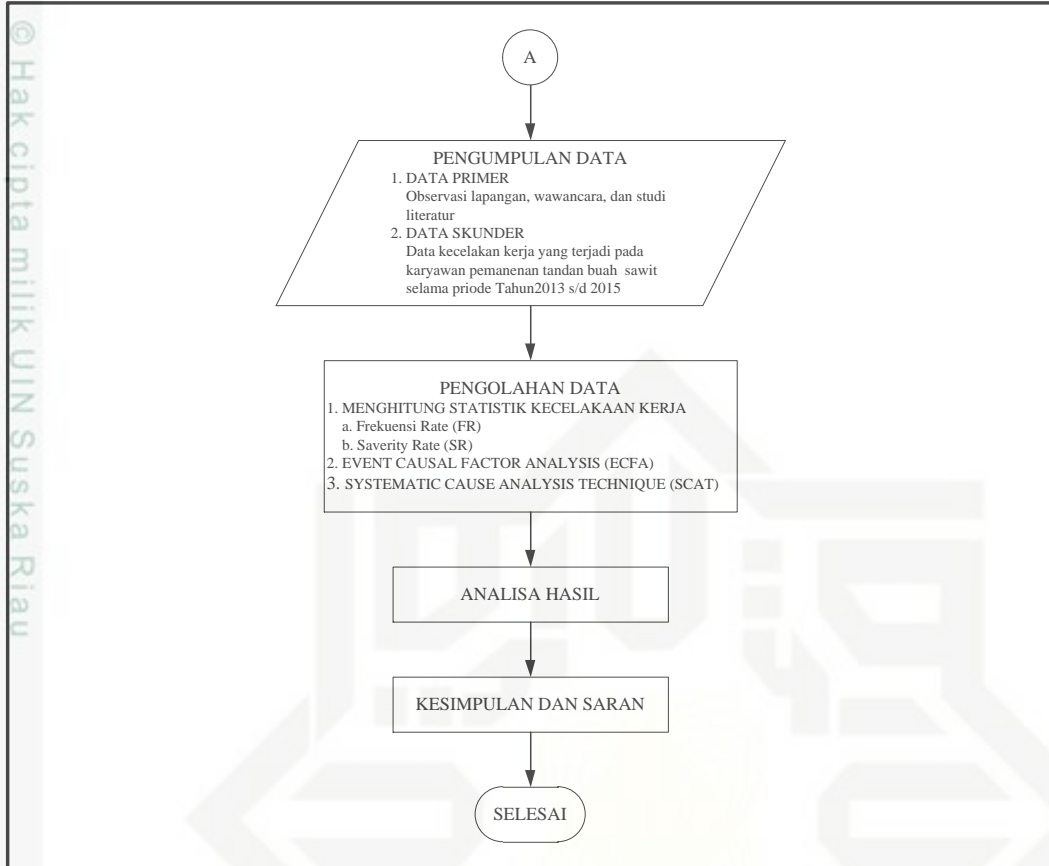 © Hak cipta milik UIN Suska Riau
A
PENGUMPULAN DATA
1. DATA PRIMER
Observasi lapangan, wawancara, dan studi
literatur
2. DATA SKUNDER
Data kecelakan kerja yang terjadi pada
karyawan pemanenan tandan buah sawit
selama priode Tahun2013 s/d 2015
PENGOLAHAN DATA
1. MENGHITUNG STATISTIK KECELAKAAN KERJA
a. Frekuensi Rate (FR)
b. Saverity Rate (SR)
2. EVENT CAUSAL FACTOR ANALYSIS (ECFA)
3. SYSTEMATIC CAUSE ANALYSIS TECHNIQUE (SCAT)
ANALISA HASIL
KESIMPULAN DAN SARAN
SELESAI